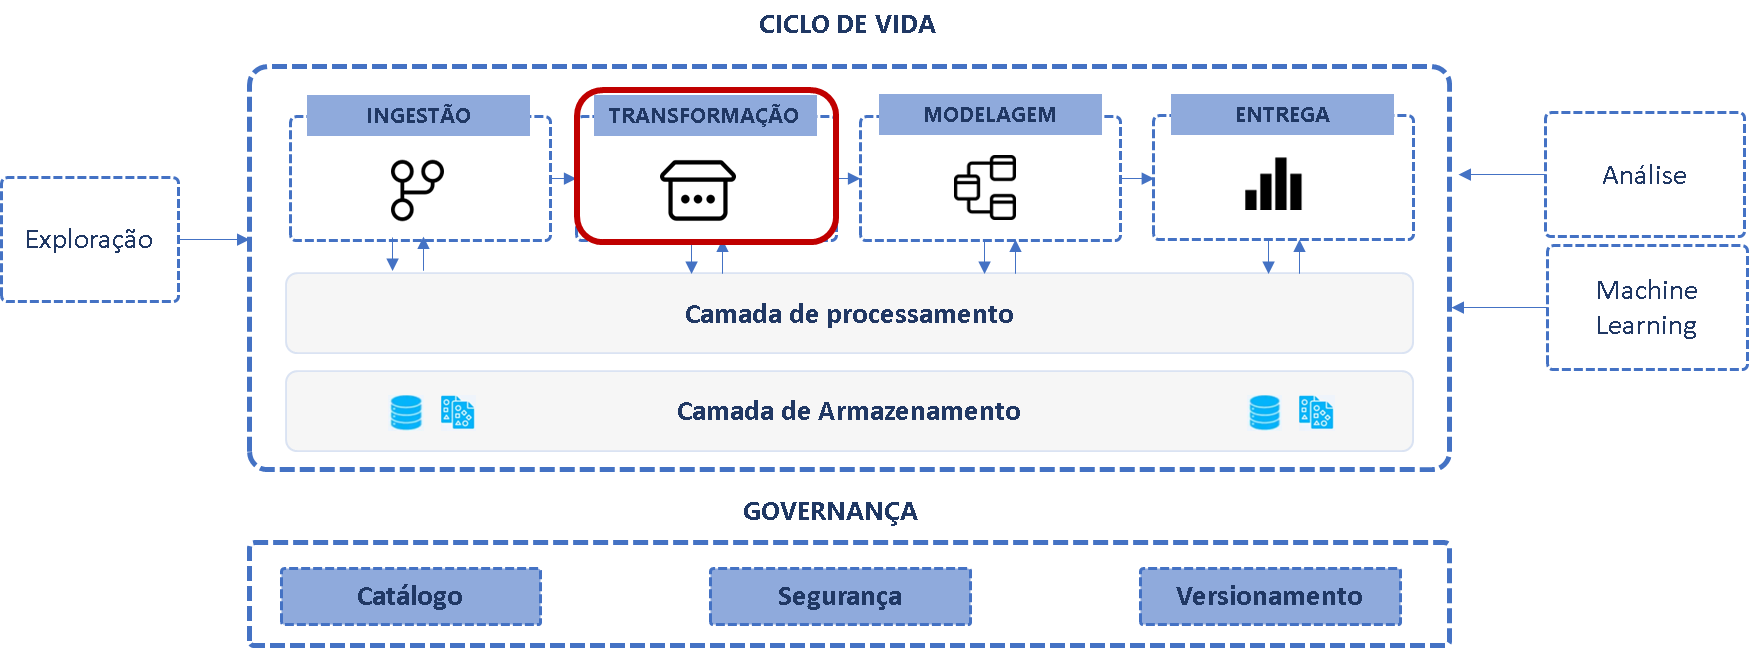 CICLO DE VIDA
INGESTÃO
TRANSFORMAÇÃO
MODELAGEM
ENTREGA
Exploração
Análise
Machine
Learning
Camada de processamento
Camada de Armazenamento
GOVERNANÇA
Catálogo
Segurança
Versionamento